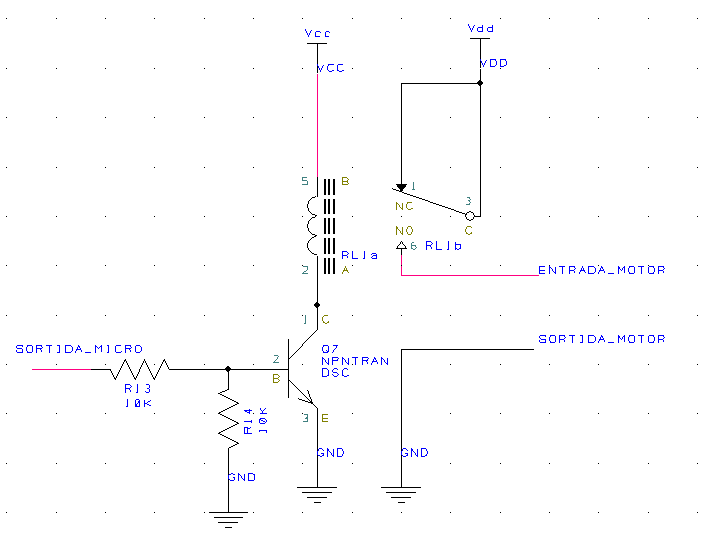 Vcc
VCC
Vdd
VDD
5
B
1
NC
3
NO
C
6 RL1b
RL1a
2
A
ENTRADA_MOTOR
1
C
SORTIDA_MOTOR
SORTIDA_MICRO
Q7
NPNTRAN
DSC
2
B
R13
10K
R14
10K
3
E
GND
GND
GND